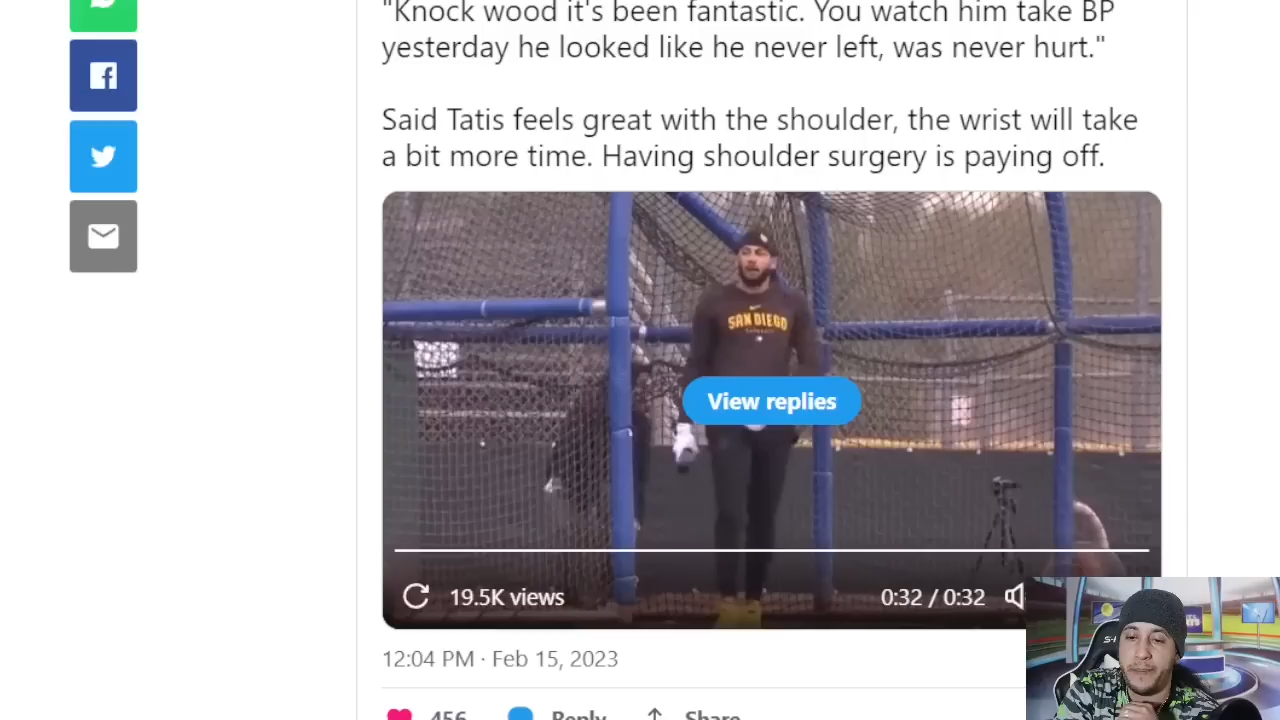 "Knock wood it's been fantastic. You watch him take BP
yesterday he looked like he never left, was never hurt."
Said Tatis feels great with the shoulder, the wrist will take
a bit more time. Having shoulder surgery is paying off.
SAN DIEGO
View replies
19.5K views
0:32 / 0:32
12:04 PM · Feb 15, 2023
456
Reply
Share